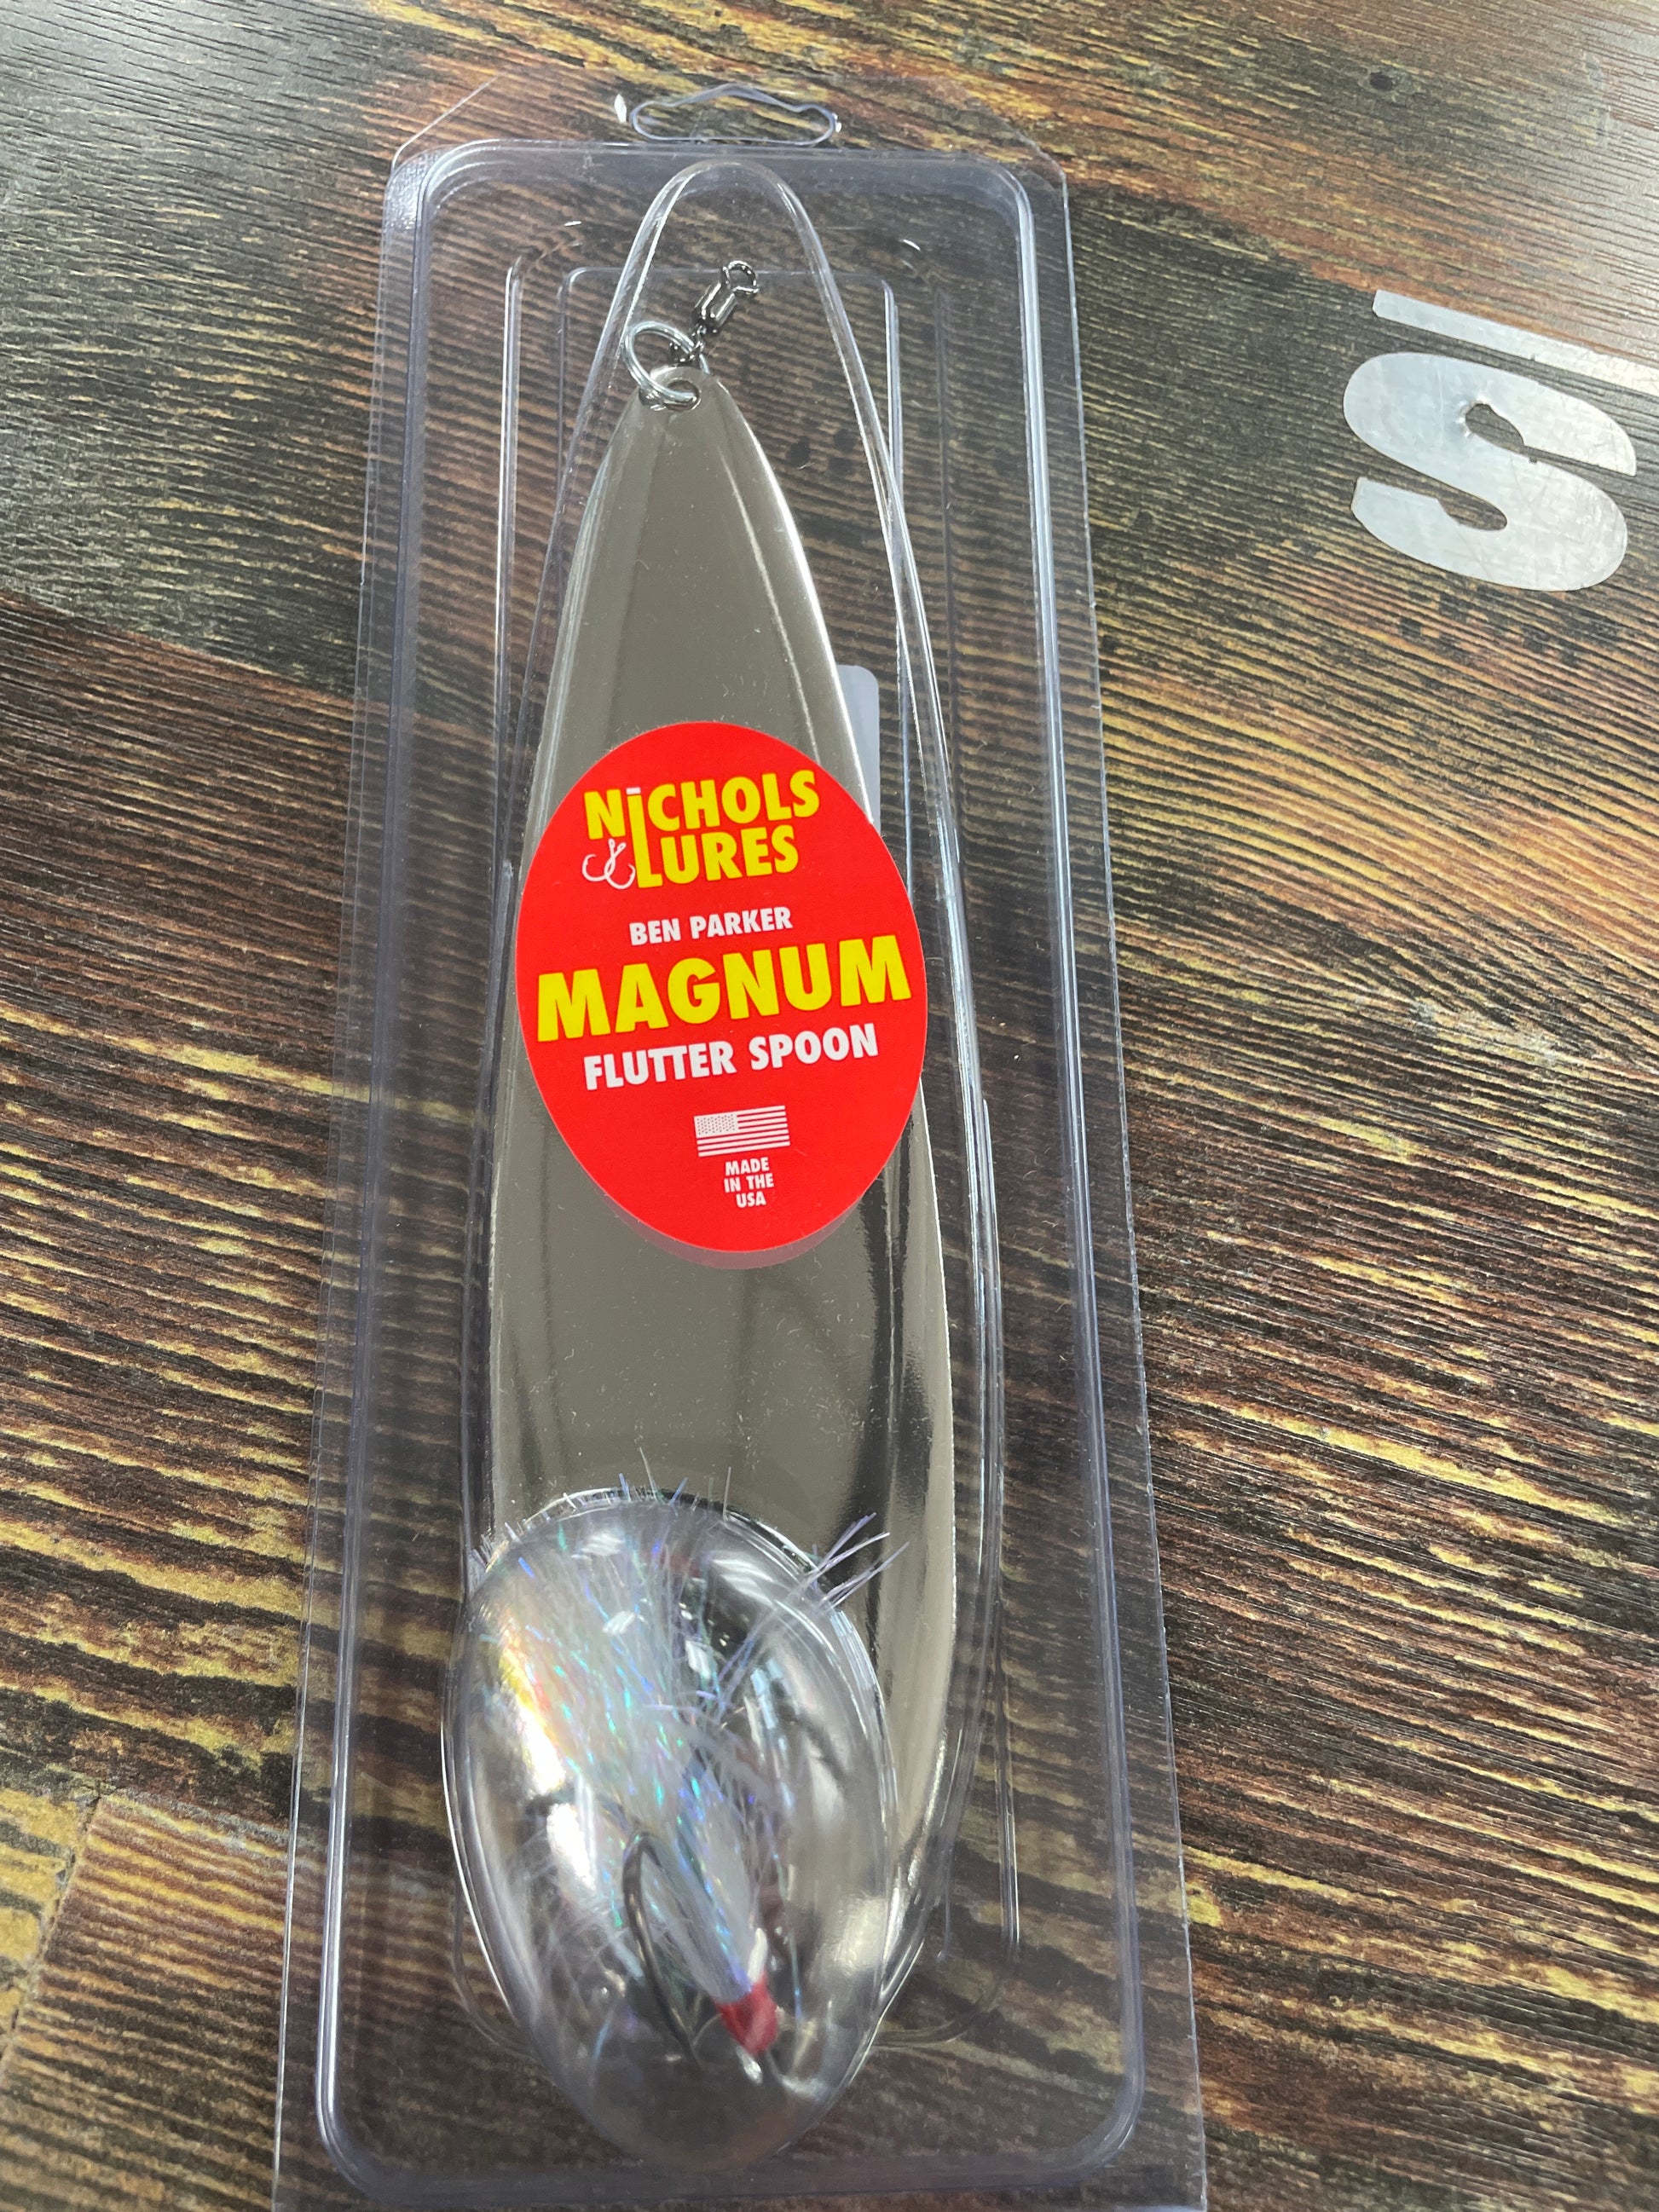 NICHOLS
LURES
BEN PARKER
MAGNUM
FLUTTER SPOON
MADE
IN THE
USA
S